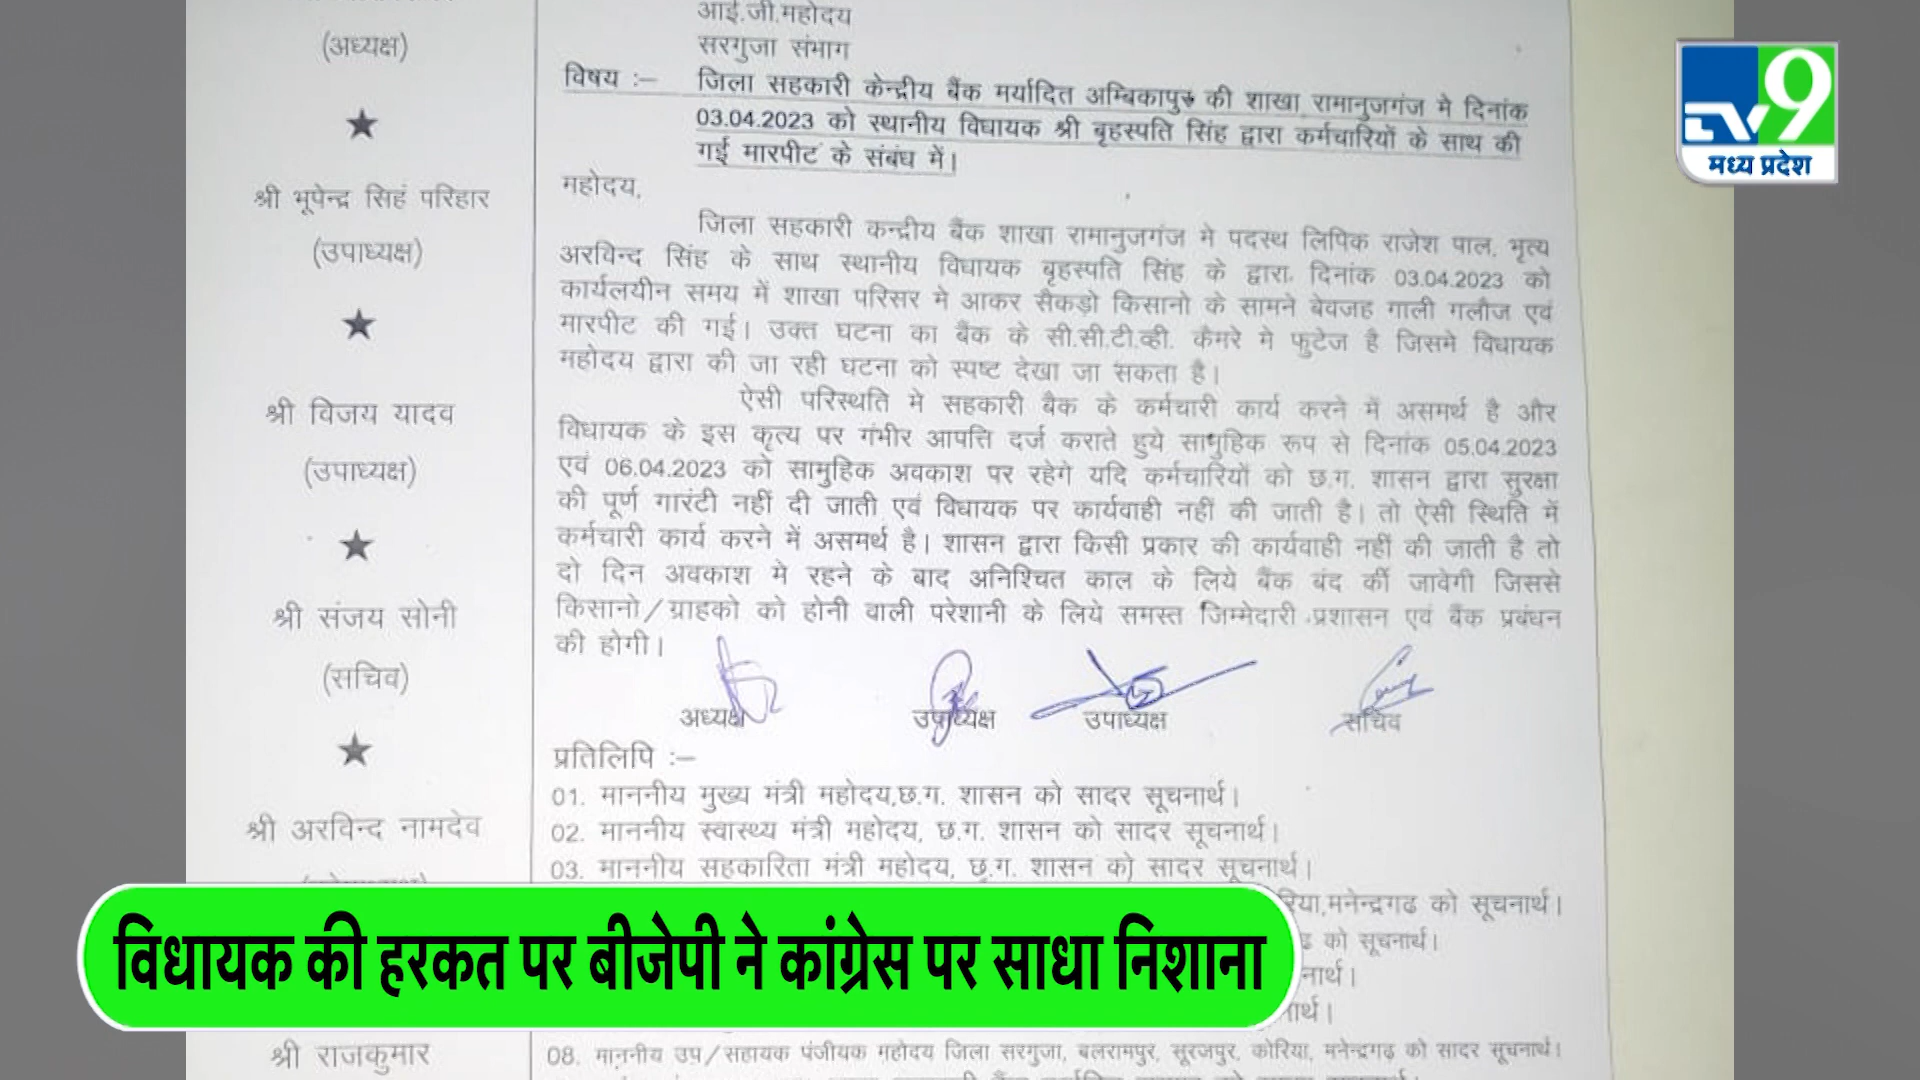 (अध्यक्ष)
श्री भूपेन्द्र सिहं परिहार
(उपाध्यक्ष)
श्री विजय यादव
(उपाध्यक्ष)
श्री संजय सोनी
(सचिव)
श्री अरविन्द नामदेव
श्री राजकुमार
आई.जी.महोदय
सरगुजा संभाग
विषय :– जिला सहकारी केन्द्रीय बैंक मर्यादित अम्बिकापुर की शाखा रामानुजगंज मे दिनांक
03.04.2023 को स्थानीय विधायक श्री बृहस्पति सिंह द्वारा कर्मचारियों के साथ की
गई मारपीट के संबंध में।
महोदय,
जिला सहकारी कन्द्रीय बैंक शाखा रामानुजगंज मे पदस्थ लिपिक राजेश पाल, भृत्य
अरविन्द सिंह के साथ स्थानीय विधायक बृहस्पति सिंह के द्वारा दिनांक 03.04.2023 को
कार्यलयीन समय में शाखा परिसर मे आकर सैकड़ो किसानो के सामने बेवजह गाली गलौज एवं
मारपीट की गई। उक्त घटना का बैंक के सी.सी.टी.व्ही. कैमरे मे फुटेज है जिसमे विधायक
महोदय द्वारा की जा रही घटना को स्पष्ट देखा जा सकता है।
ऐसी परिस्थति मे सहकारी बैंक के कर्मचारी कार्य करने में असमर्थ है और
विधायक के इस कृत्य पर गंभीर आपत्ति दर्ज कराते हुये सामुहिक रूप से दिनांक 05.04.2023
एवं 06.04.2023 को सामुहिक अवकाश पर रहेगे यदि कर्मचारियों को छ.ग. शासन द्वारा सुरक्षा
की पूर्ण गारंटी नहीं दी जाती एवं विधायक पर कार्यवाही नहीं की जाती है। तो ऐसी स्थिति में
कर्मचारी कार्य करने में असमर्थ है। शासन द्वारा किसी प्रकार की कार्यवाही नहीं की जाती है तो
दो दिन अवकाश मे रहने के बाद अनिश्चित काल के लिये बैंक बंद कीं जावेगी जिससे
किसानो/ग्राहको को होनी वाली परेशानी के लिये समस्त जिम्मेदारी प्रशासन एवं बैंक प्रबंधन
की होगी।
अध्यक्ष उपाध्यक्ष उपाध्यक्ष सचिव
प्रतिलिपि :–
01. माननीय मुख्य मंत्री महोदय,छ.ग. शासन को सादर सूचनार्थ।
02. माननीय स्वास्थ्य मंत्री महोदय, छ.ग. शासन को सादर सूचनार्थ।
03. माननीय सहकारिता मंत्री महोदय, छ.ग. शासन को सादर सूचनार्थ।
मनेन्द्रगढ को सूचनार्थ।
को सूचनार्थ।
08. माननीय उप/सहायक पंजीयक महोदय जिला सरगुजा, बलरामपुर, सूरजपुर, कोरिया, मनेन्द्रगढ़ को सादर सूचनार्थ।
TV9
मध्य प्रदेश
विधायक की हरकत पर बीजेपी ने कांग्रेस पर साधा निशाना